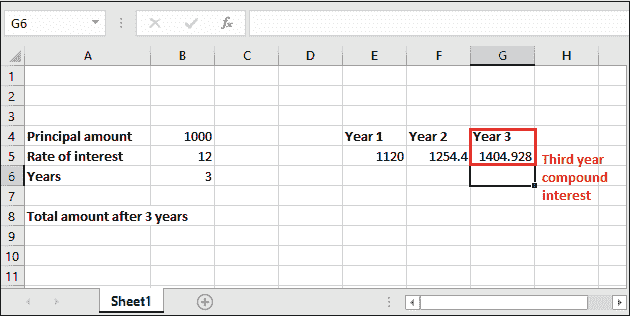 G6
fx
A B C D E F G H
1
2
3
4 Principal amount 1000 Year 1 Year 2 Year 3
5 Rate of interest 12 1120 1254.4 1404.928 Third year
6 Years 3 compound
7 interest
8 Total amount after 3 years
9
10
11
Sheet1